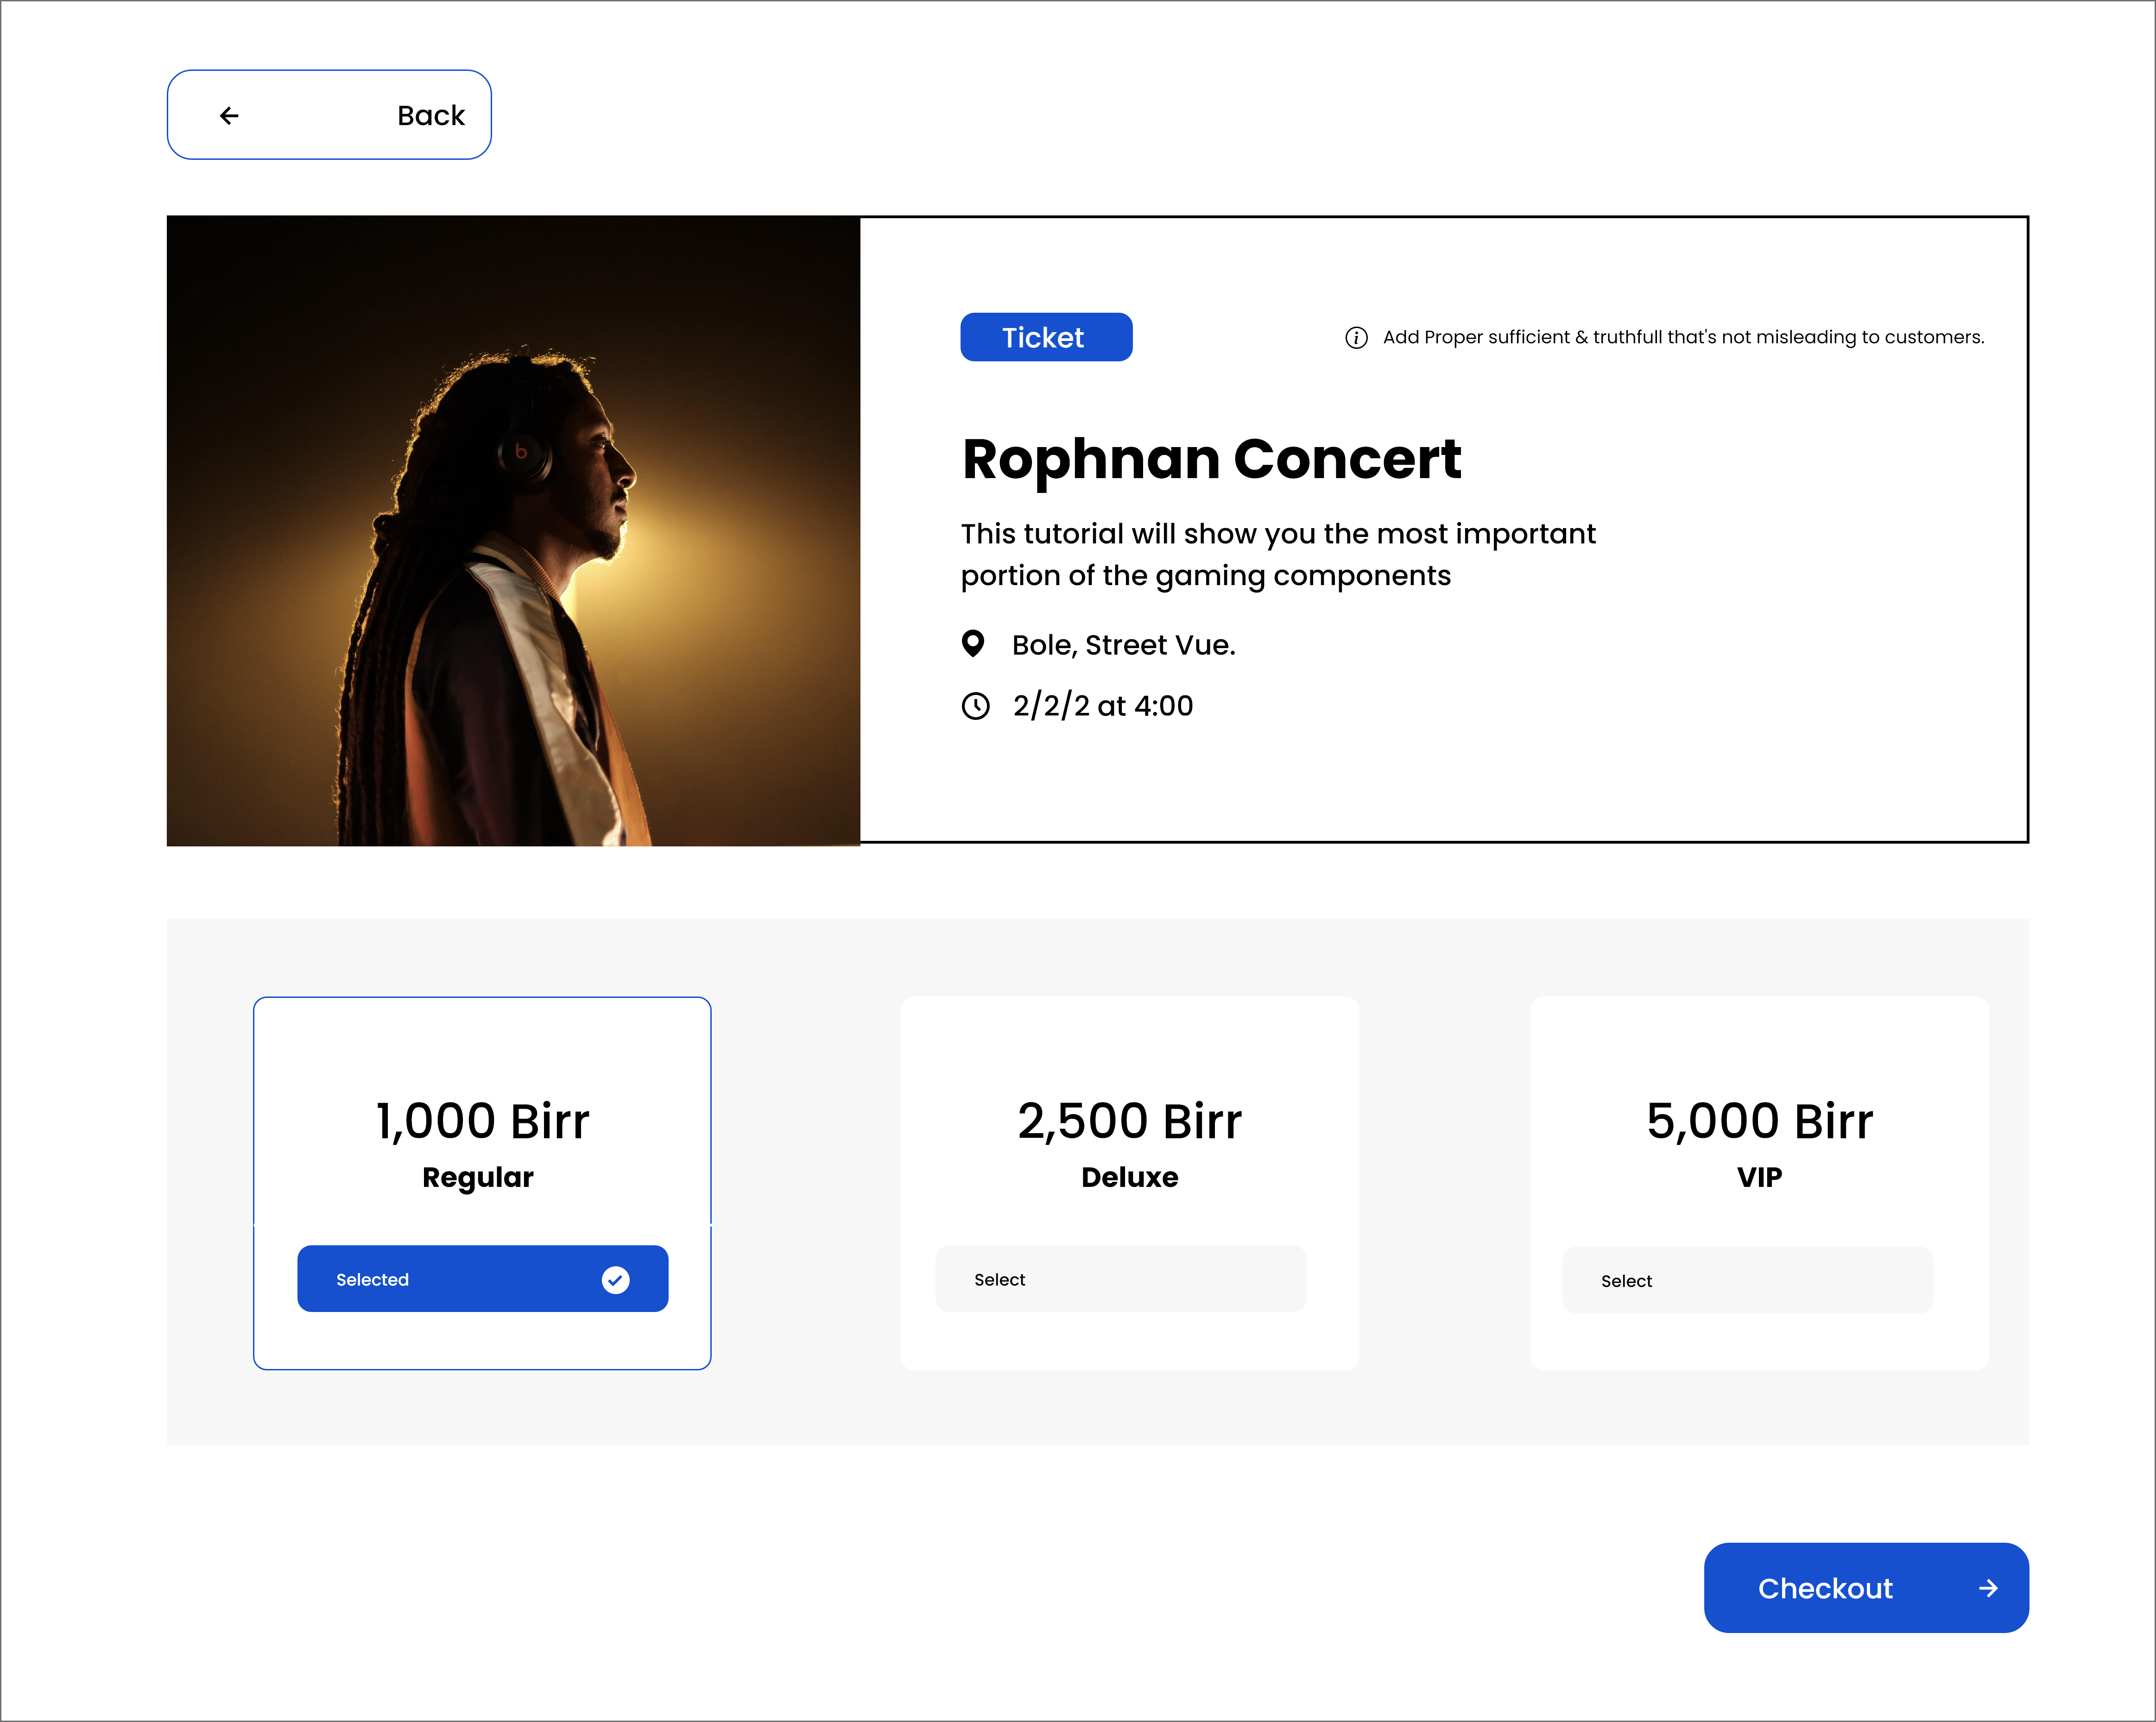 Back
Ticket
Add Proper sufficient & truthfull that's not misleading to customers.
Rophnan Concert
This tutorial will show you the most important
portion of the gaming components
Bole, Street Vue.
2/2/2 at 4:00
1,000 Birr
Regular
Selected
2,500 Birr
Deluxe
Select
5,000 Birr
VIP
Select
Checkout